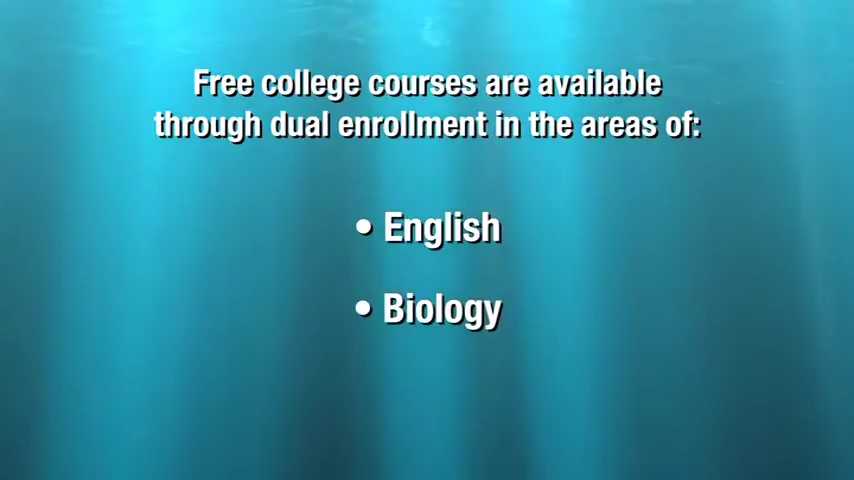 Free college courses are available
through dual enrollment in the areas of:
• English
• Biology